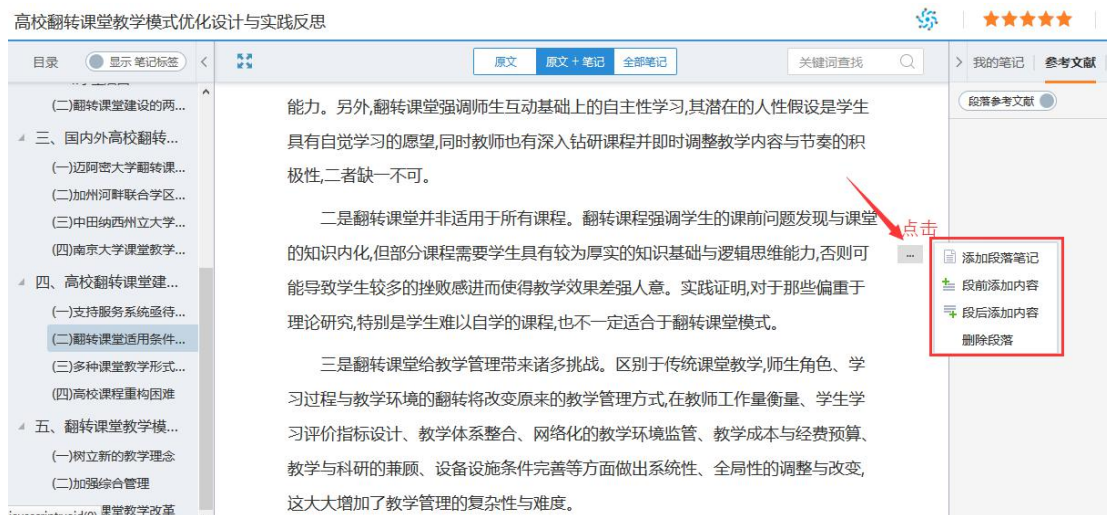 高校翻转课堂教学模式优化设计与实践反思
目录
显示 笔记标签
原文
原文+笔记
全部笔记
关键词查找
我的笔记
参考文献
段落参考文献
(二)翻转课堂建设的两...
三、国内外高校翻转...
(一)迈阿密大学翻转课...
(二)加州河畔联合学区...
(三)中田纳西州立大学...
(四)南京大学课堂教学...
四、高校翻转课堂建...
(一)支持服务系统亟待...
(二)翻转课堂适用条件...
(三)多种课堂教学形式...
(四)高校课程重构困难
五、翻转课堂教学模...
(一)树立新的教学理念
(二)加强综合管理
课堂教学改革
能力。另外,翻转课堂强调师生互动基础上的自主性学习,其潜在的人性假设是学生
具有自觉学习的愿望,同时教师也有深入钻研课程并即时调整教学内容与节奏的积
极性,二者缺一不可。
二是翻转课堂并非适用于所有课程。翻转课程强调学生的课前问题发现与课堂
的知识内化,但部分课程需要学生具有较为厚实的知识基础与逻辑思维能力,否则可
能导致学生较多的挫败感进而使得教学效果差强人意。实践证明,对于那些偏重于
理论研究,特别是学生难以自学的课程,也不一定适合于翻转课堂模式。
三是翻转课堂给教学管理带来诸多挑战。区别于传统课堂教学,师生角色、学
习过程与教学环境的翻转将改变原来的教学管理方式,在教师工作量衡量、学生学
习评价指标设计、教学体系整合、网络化的教学环境监管、教学成本与经费预算、
教学与科研的兼顾、设备设施条件完善等方面做出系统性、全局性的调整与改变,
这大大增加了教学管理的复杂性与难度。
点击
...
添加段落笔记
段前添加内容
段后添加内容
删除段落